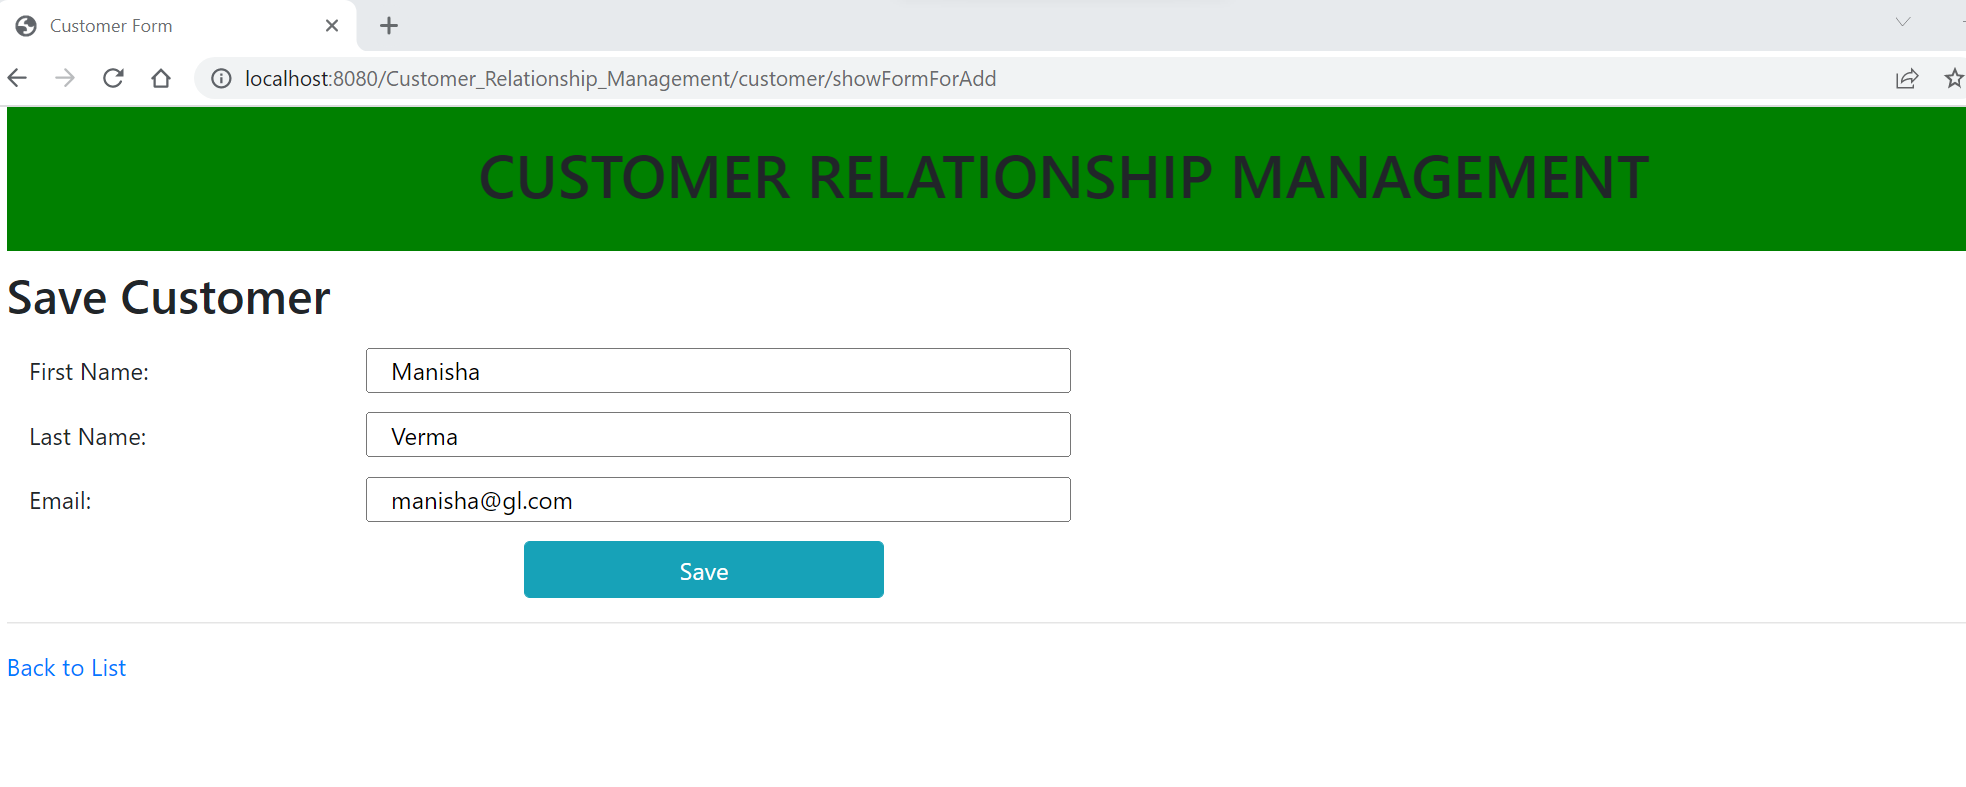 Customer Form
localhost:8080/Customer_Relationship_Management/customer/showFormForAdd
CUSTOMER RELATIONSHIP MANAGEMENT
Save Customer
First Name: Manisha
Last Name: Verma
Email: manisha@gl.com
Save
Back to List